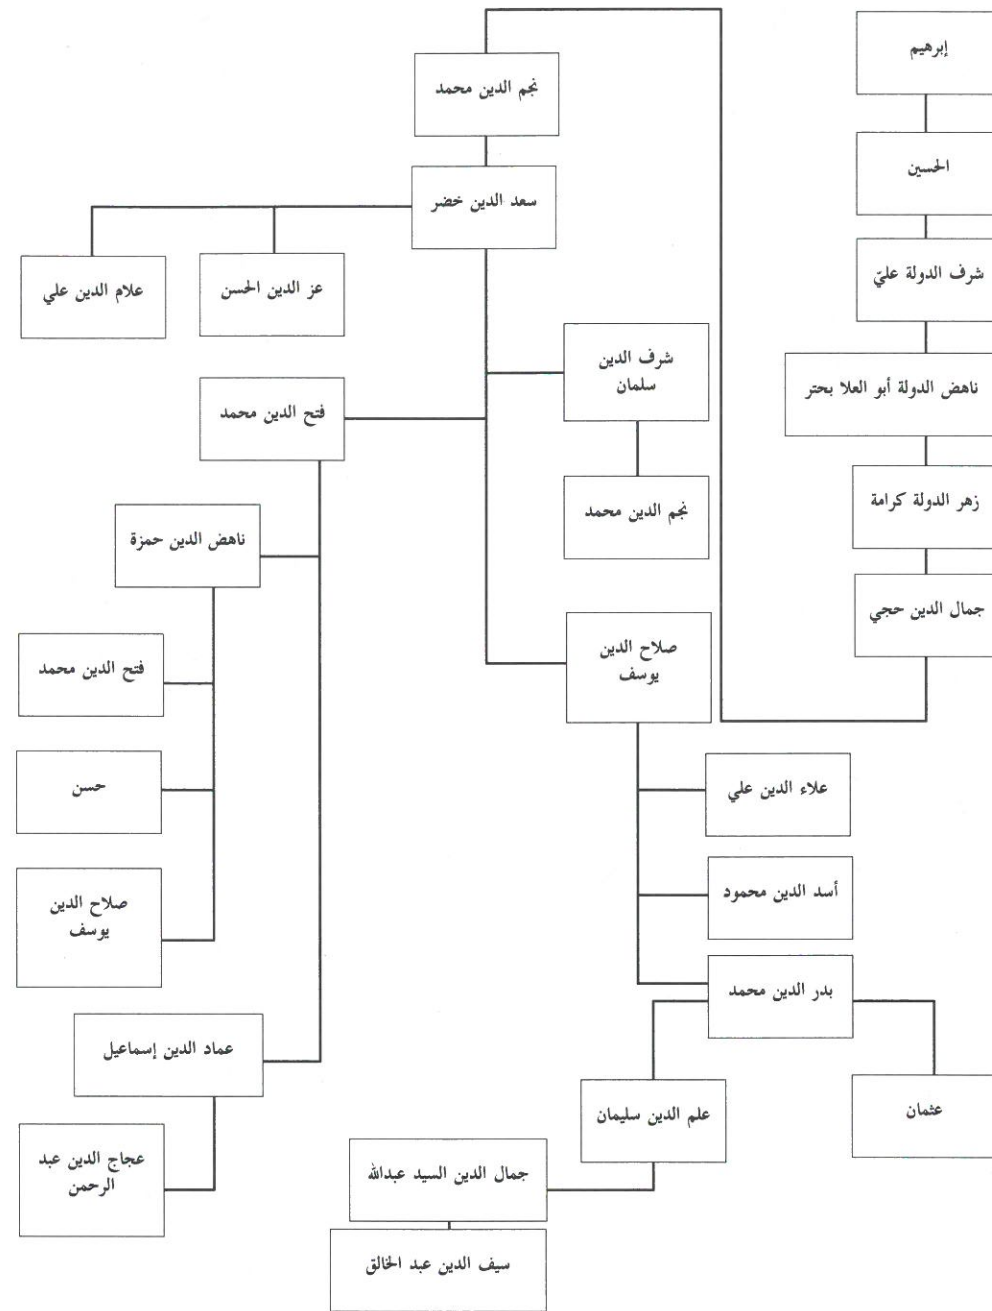 إبرهيم
الحسين
شرف الدولة عليّ
ناهض الدولة أبو العلا بحتر
زهر الدولة كرامة
جمال الدين حجي
نجم الدين محمد
سعد الدين خضر
عز الدين الحسن
علام الدين علي
شرف الدين
سلمان
نجم الدين محمد
فتح الدين محمد
ناهض الدين حمزة
فتح الدين محمد
حسن
صلاح الدين
يوسف
عماد الدين إسماعيل
عجاج الدين عبد
الرحمن
صلاح الدين
يوسف
علاء الدين علي
أسد الدين محمود
بدر الدين محمد
عثمان
علم الدين سليمان
جمال الدين السيد عبدالله
سيف الدين عبد الخالق